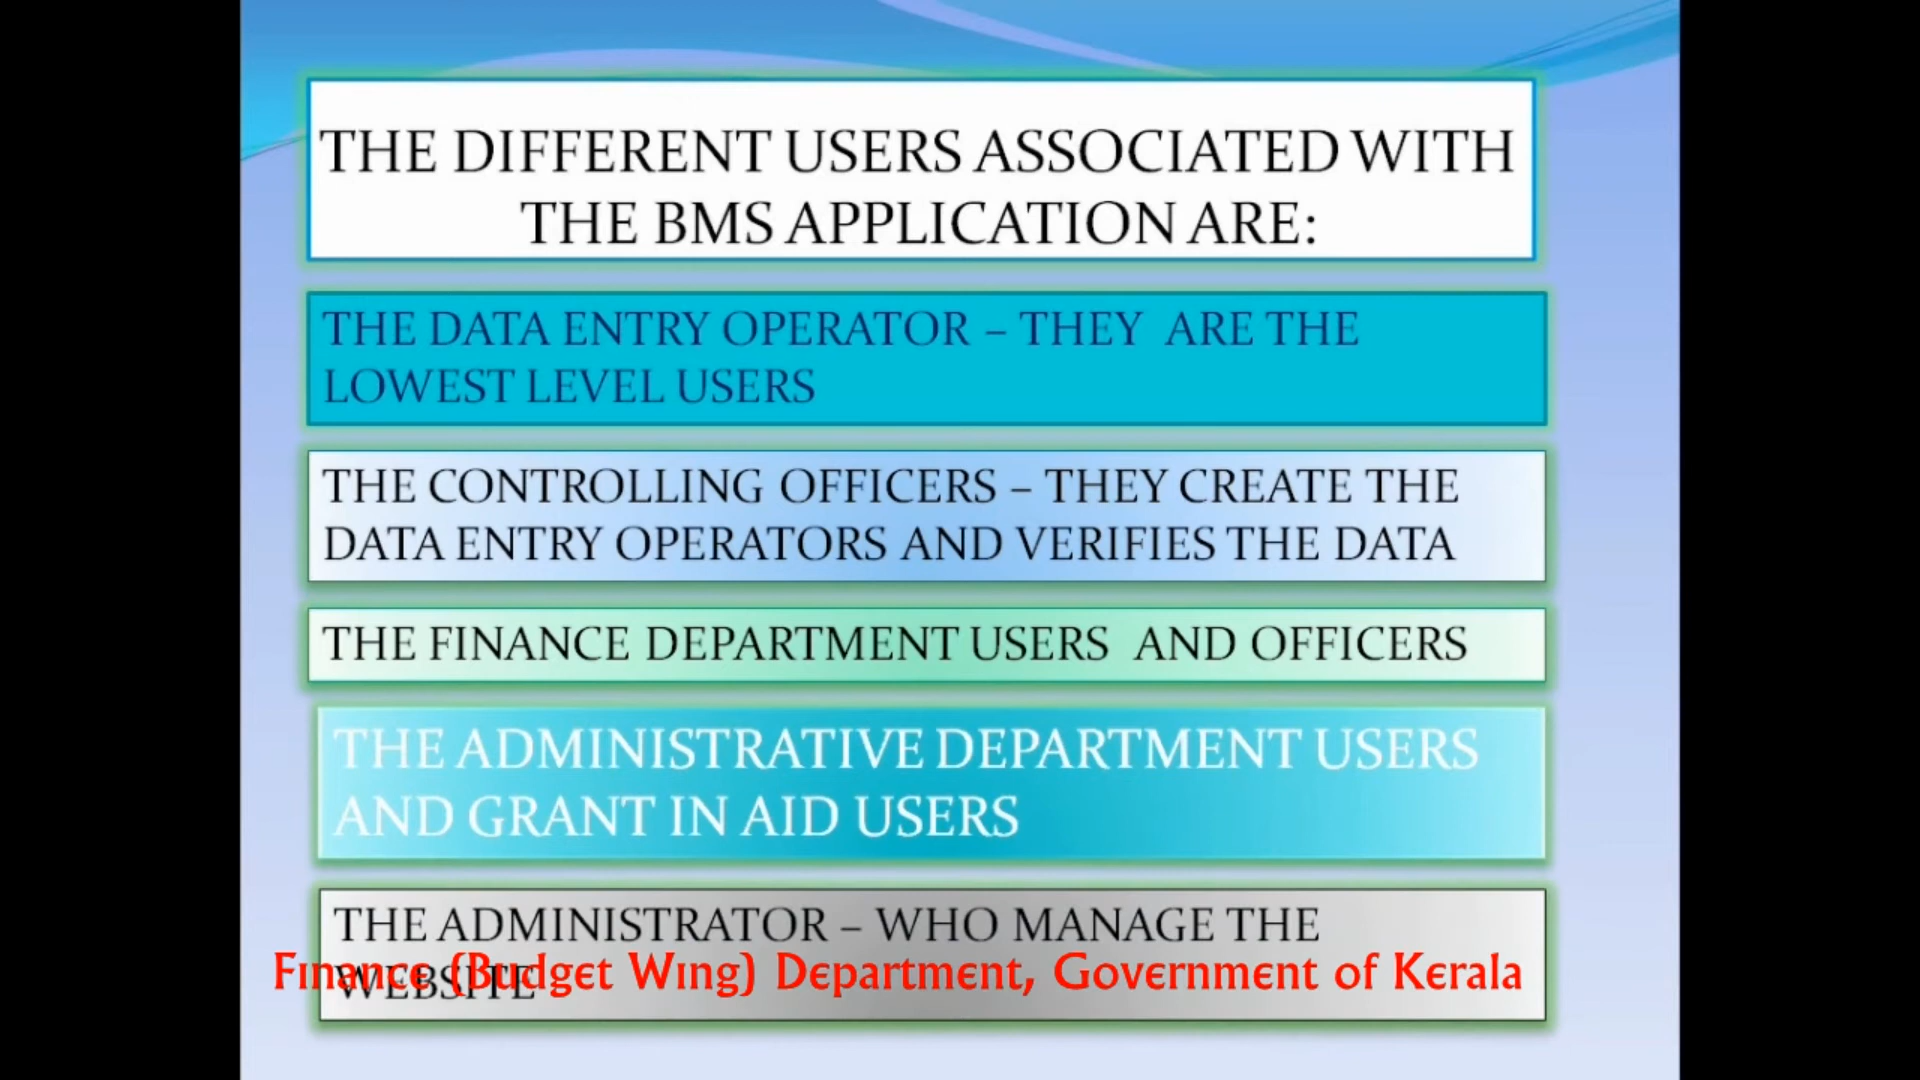 THE DIFFERENT USERS ASSOCIATED WITH
THE BMS APPLICATION ARE:
THE DATA ENTRY OPERATOR – THEY ARE THE
LOWEST LEVEL USERS
THE CONTROLLING OFFICERS – THEY CREATE THE
DATA ENTRY OPERATORS AND VERIFIES THE DATA
THE FINANCE DEPARTMENT USERS AND OFFICERS
THE ADMINISTRATIVE DEPARTMENT USERS
AND GRANT IN AID USERS
THE ADMINISTRATOR – WHO MANAGE THE
WEBSITE
Finance (Budget Wing) Department, Government of Kerala